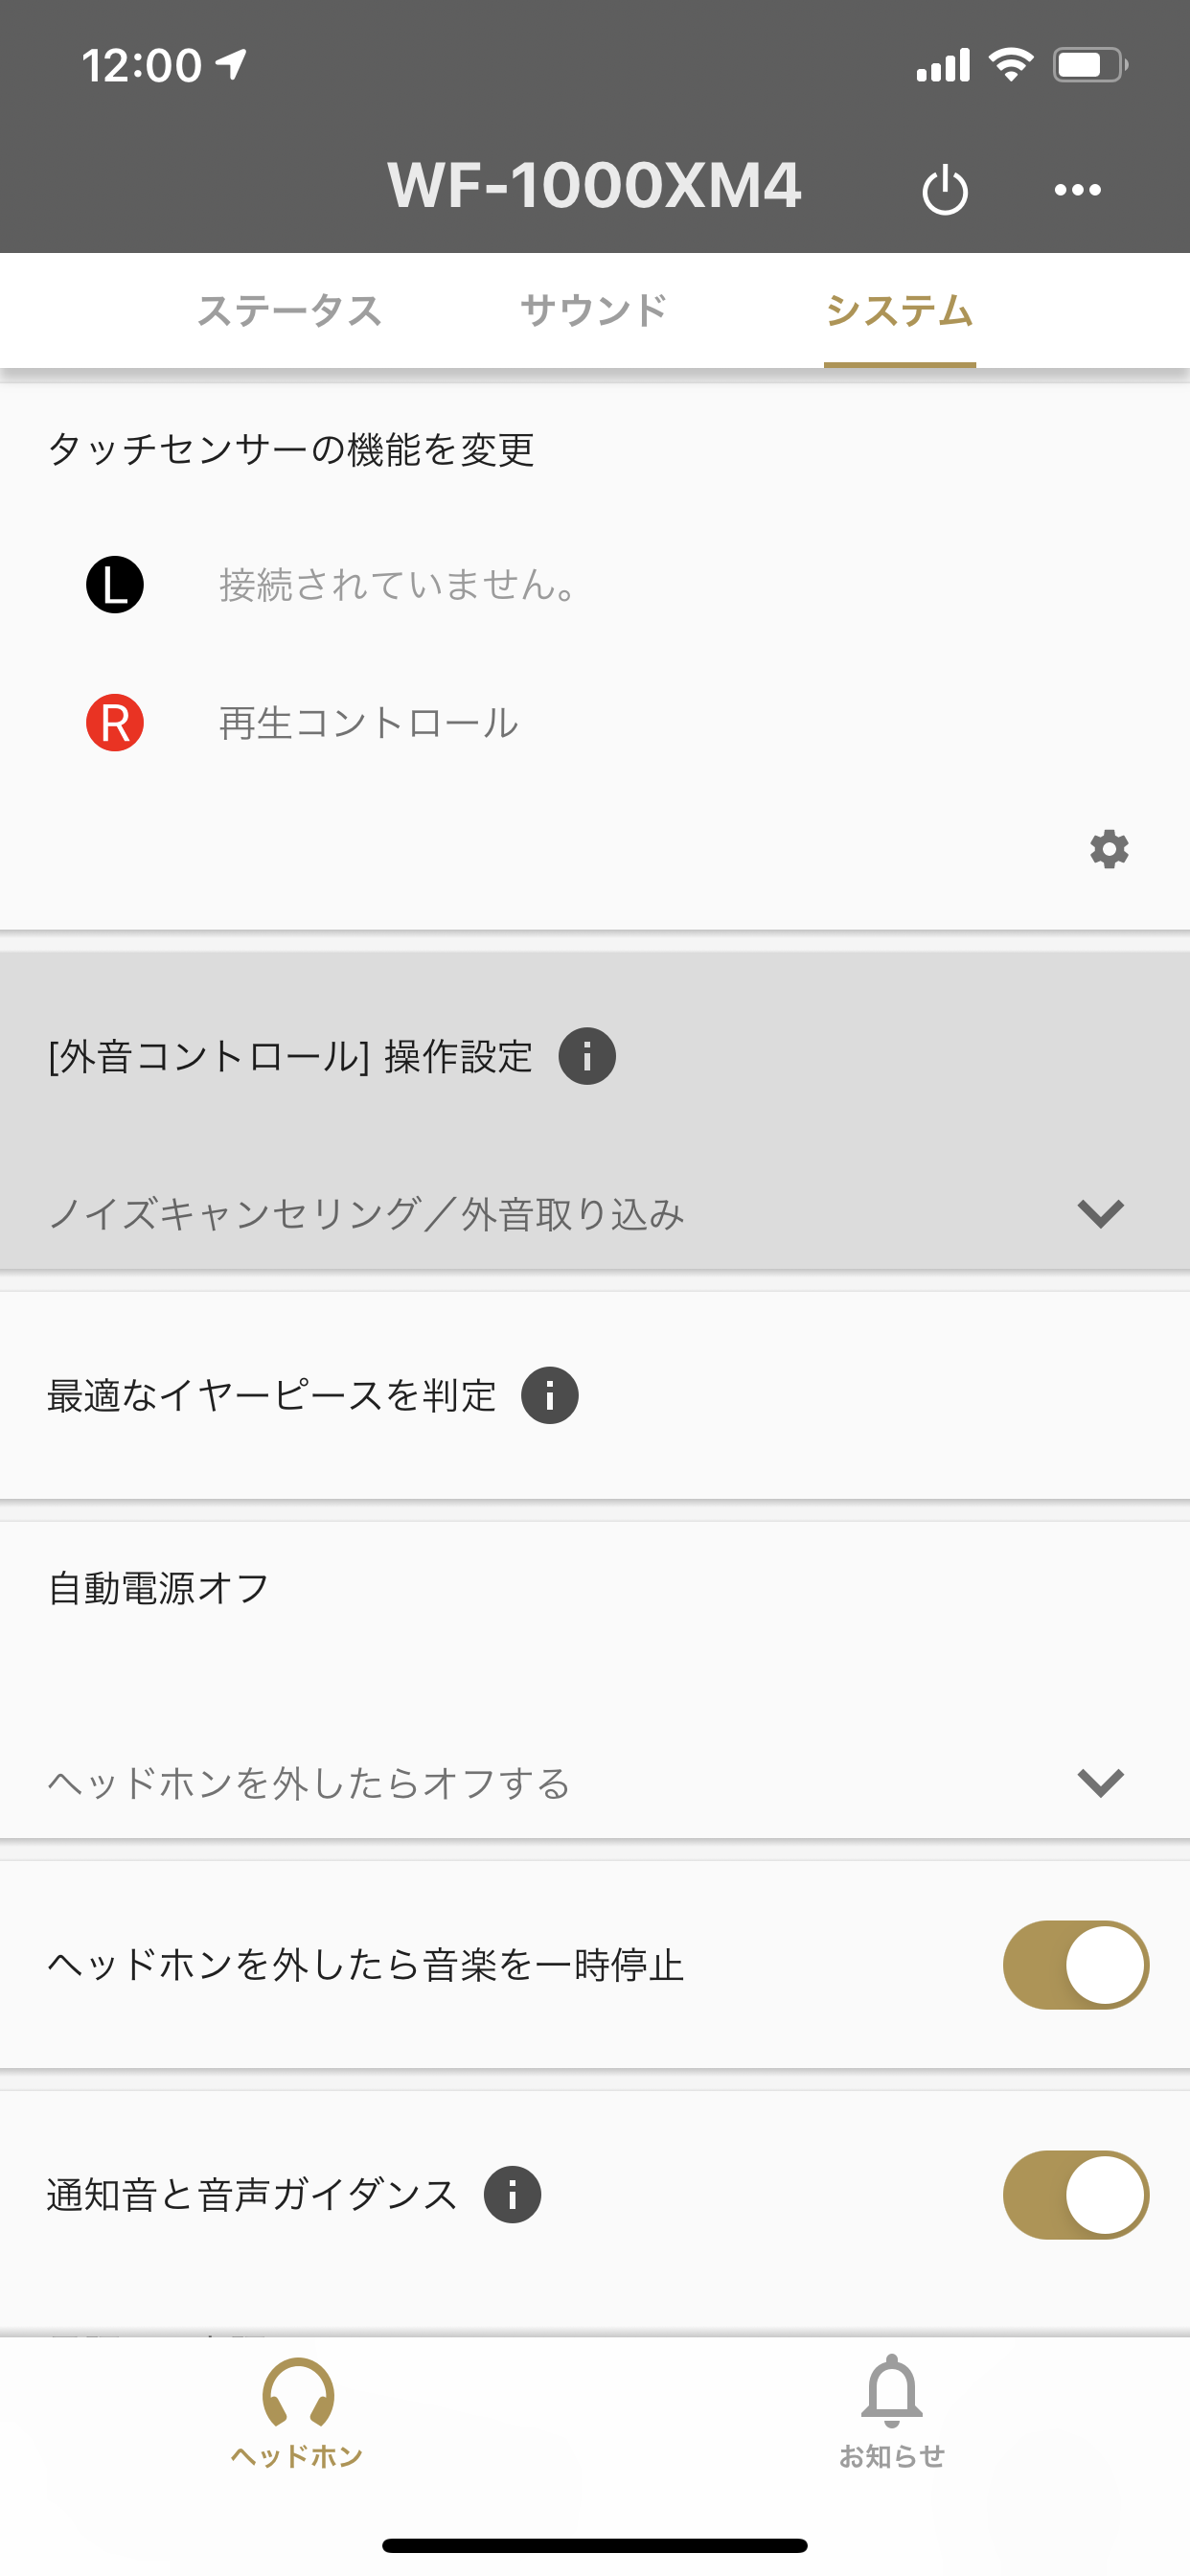 12:00
WF-1000XM4
ステータス サウンド システム
タッチセンサーの機能を変更
L 接続されていません。
R 再生コントロール
[外音コントロール] 操作設定
ノイズキャンセリング／外音取り込み
最適なイヤーピースを判定
自動電源オフ
ヘッドホンを外したらオフする
ヘッドホンを外したら音楽を一時停止
通知音と音声ガイダンス
ヘッドホン お知らせ